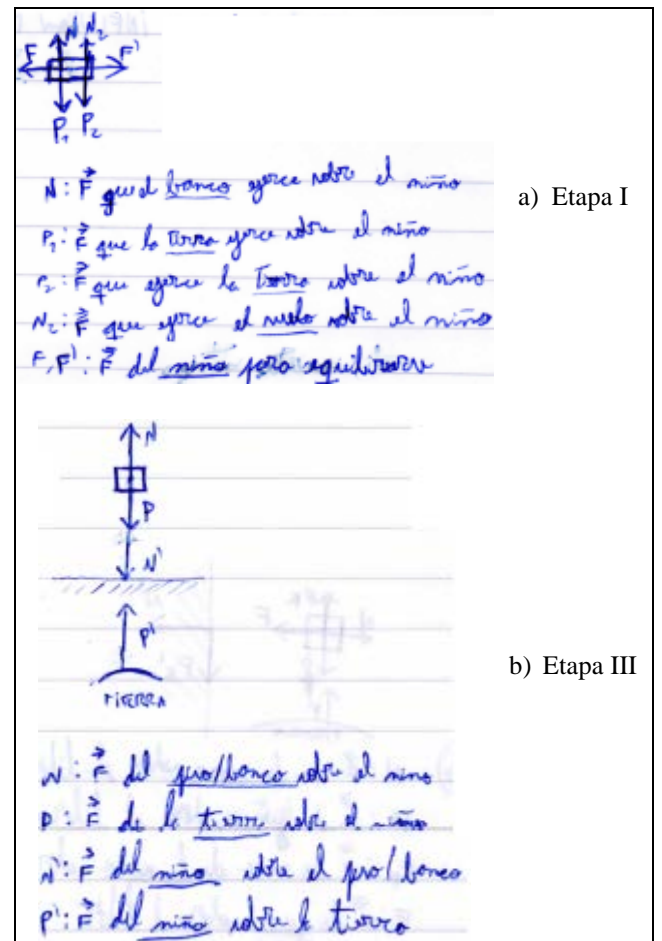 F N N₂ F'
P₁ P₂
N: F⃗ que el banco ejerce sobre el niño
P₁: F⃗ que la Tierra ejerce sobre el niño
P₂: F⃗ que ejerce la Tierra sobre el niño
N₂: F⃗ que ejerce el suelo sobre el niño
F, F': F⃗ del niño para equilibrarse
a) Etapa I
N
P
N'
P'
TIERRA
b) Etapa III
N: F⃗ del piso/banco sobre el niño
P: F⃗ de la tierra sobre el niño
N': F⃗ del niño sobre el piso/banco
P': F⃗ del niño sobre la tierra